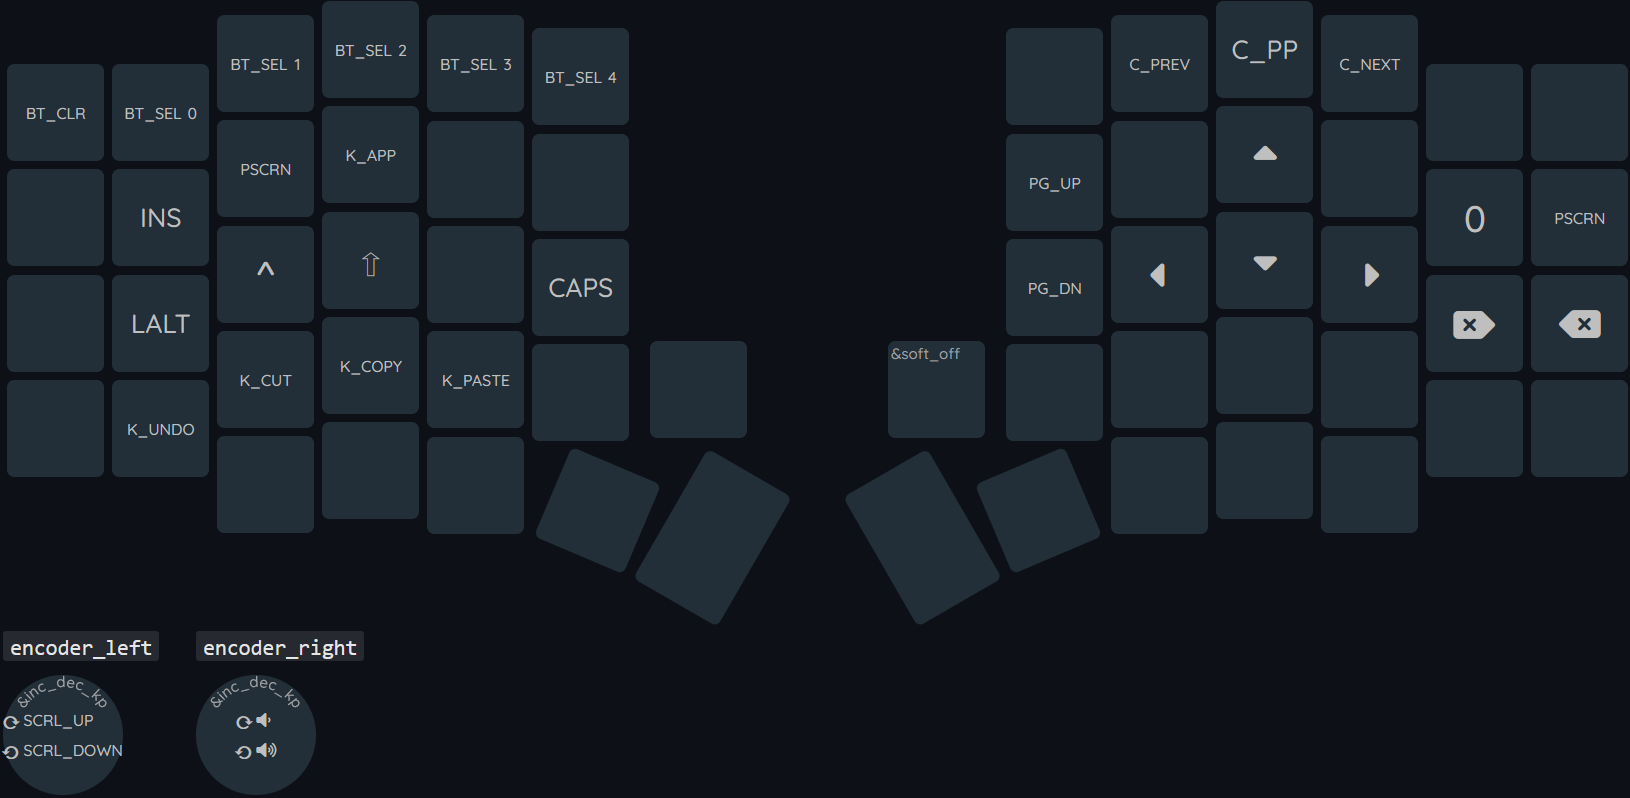 BT_CLR
BT_SEL 0
BT_SEL 1
BT_SEL 2
BT_SEL 3
BT_SEL 4
C_PREV
C_PP
C_NEXT
INS
PSCRN
K_APP
PG_UP
0
PSCRN
LALT
^
⇧
CAPS
PG_DN
K_UNDO
K_CUT
K_COPY
K_PASTE
&soft_off
encoder_left
&inc_dec_kp
SCRL_UP
SCRL_DOWN
encoder_right
&inc_dec_kp